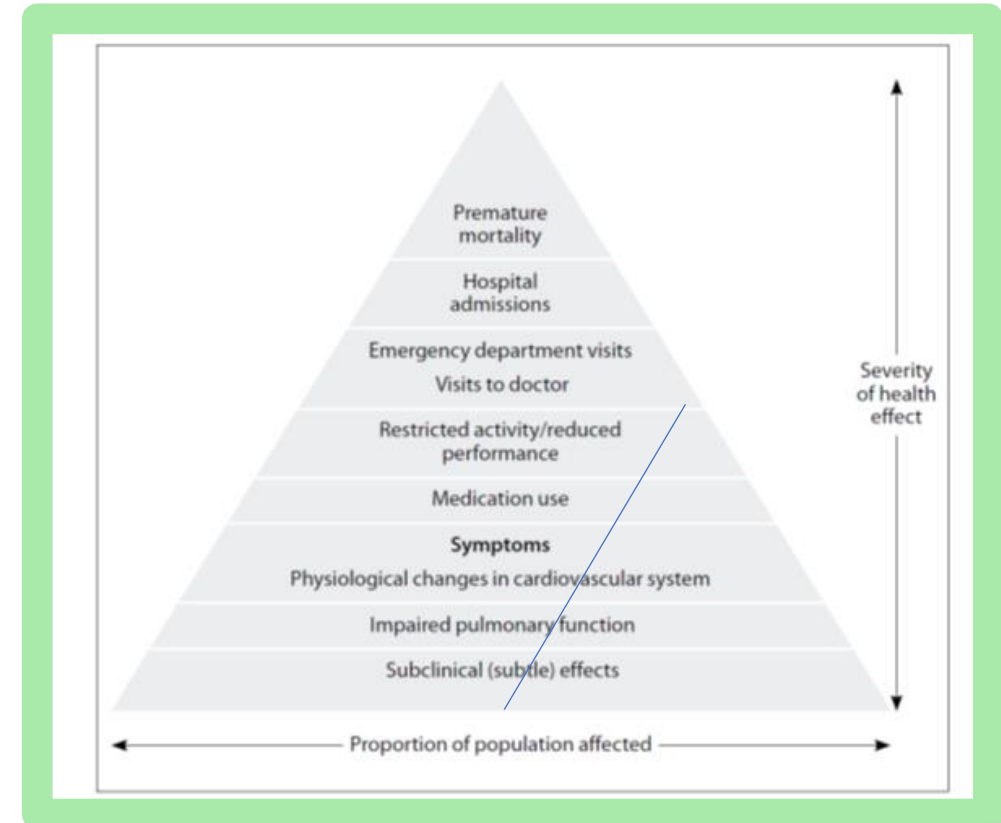 Premature
mortality
Hospital
admissions
Emergency department visits
Visits to doctor
Severity
of health
effect
Restricted activity/reduced
performance
Medication use
Symptoms
Physiological changes in cardiovascular system
Impaired pulmonary function
Subclinical (subtle) effects
Proportion of population affected